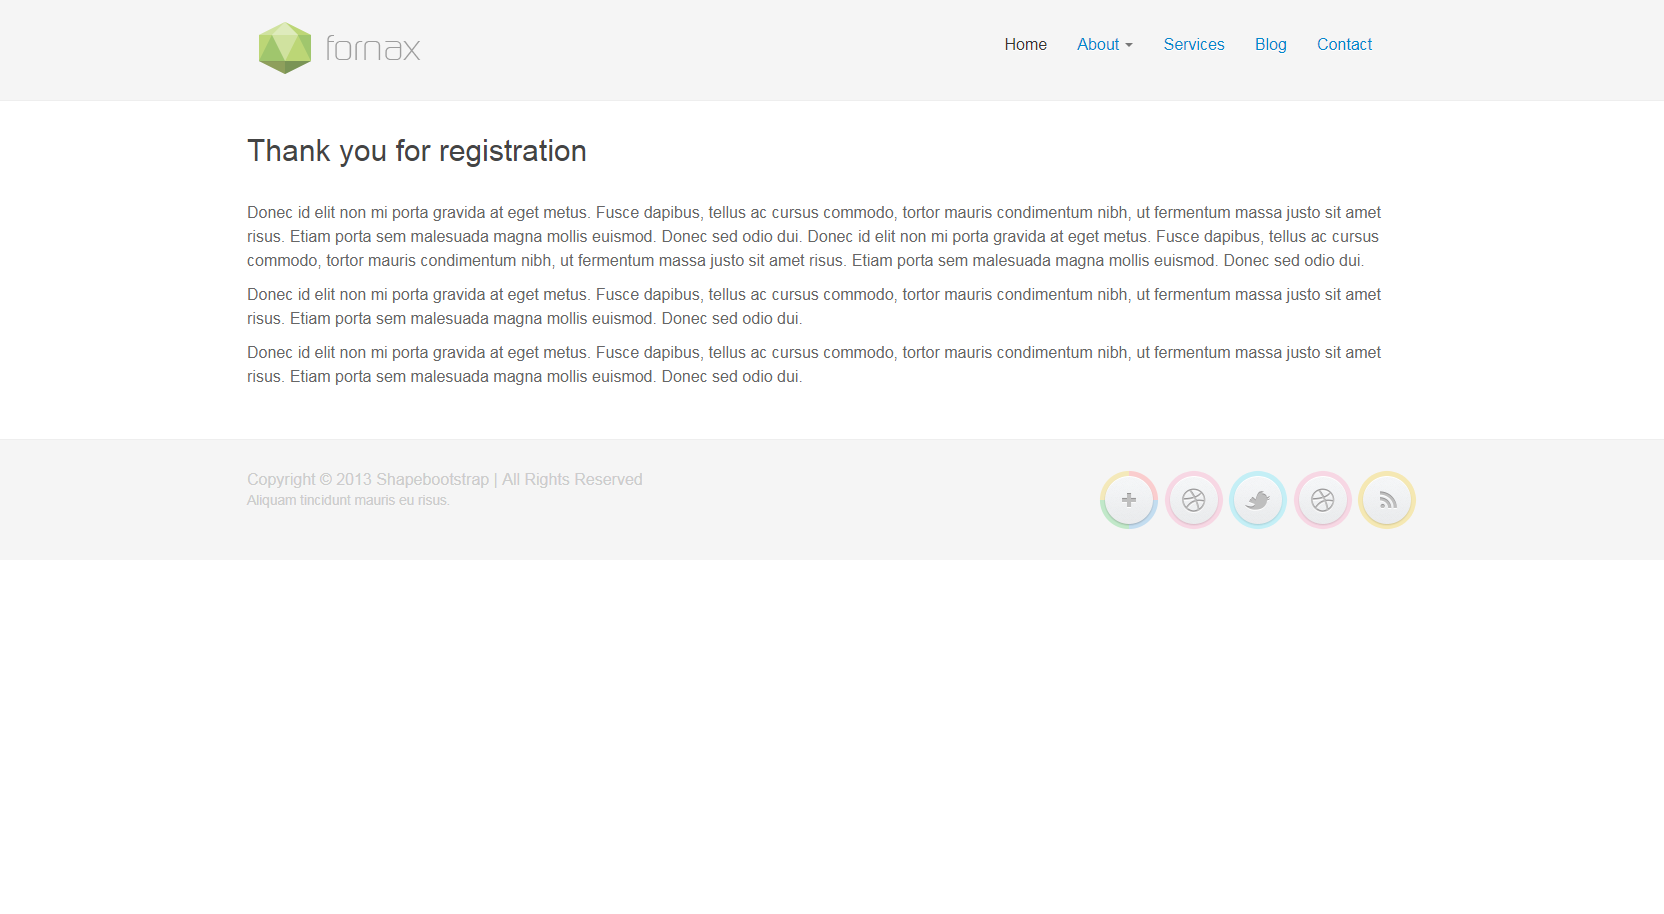 fornax
Home About Services Blog Contact
Thank you for registration
Donec id elit non mi porta gravida at eget metus. Fusce dapibus, tellus ac cursus commodo, tortor mauris condimentum nibh, ut fermentum massa justo sit amet
risus. Etiam porta sem malesuada magna mollis euismod. Donec sed odio dui. Donec id elit non mi porta gravida at eget metus. Fusce dapibus, tellus ac cursus
commodo, tortor mauris condimentum nibh, ut fermentum massa justo sit amet risus. Etiam porta sem malesuada magna mollis euismod. Donec sed odio dui.
Donec id elit non mi porta gravida at eget metus. Fusce dapibus, tellus ac cursus commodo, tortor mauris condimentum nibh, ut fermentum massa justo sit amet
risus. Etiam porta sem malesuada magna mollis euismod. Donec sed odio dui.
Donec id elit non mi porta gravida at eget metus. Fusce dapibus, tellus ac cursus commodo, tortor mauris condimentum nibh, ut fermentum massa justo sit amet
risus. Etiam porta sem malesuada magna mollis euismod. Donec sed odio dui.
Copyright © 2013 Shapebootstrap | All Rights Reserved
Aliquam tincidunt mauris eu risus.